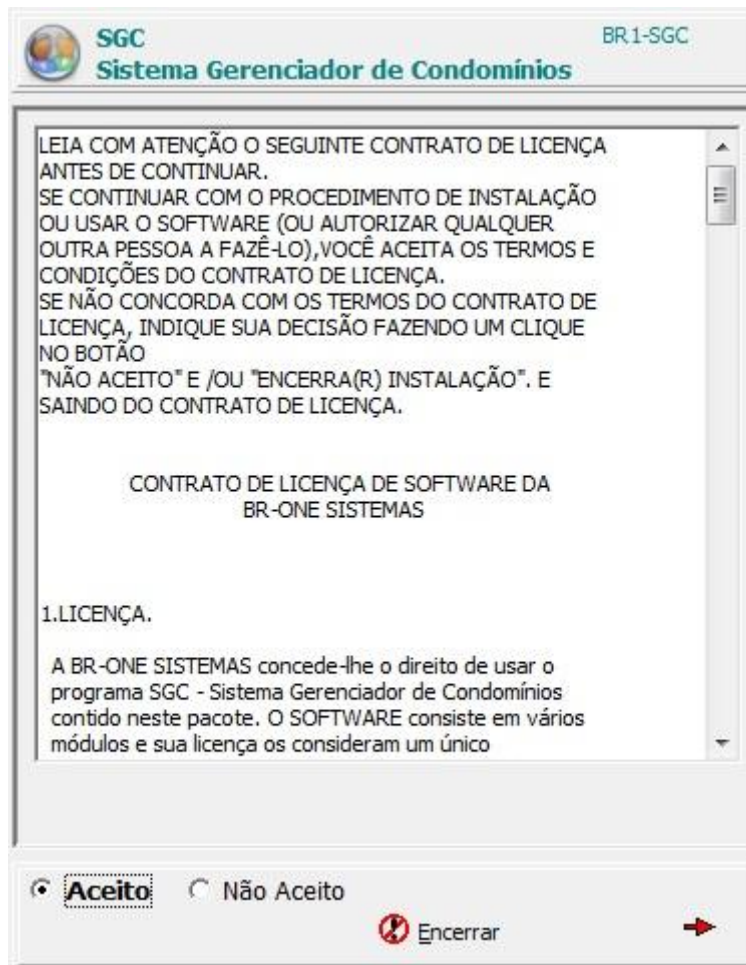 SGC
BR1-SGC
Sistema Gerenciador de Condomínios
LEIA COM ATENÇÃO O SEGUINTE CONTRATO DE LICENÇA
ANTES DE CONTINUAR.
SE CONTINUAR COM O PROCEDIMENTO DE INSTALAÇÃO
OU USAR O SOFTWARE (OU AUTORIZAR QUALQUER
OUTRA PESSOA A FAZÊ-LO),VOCÊ ACEITA OS TERMOS E
CONDIÇÕES DO CONTRATO DE LICENÇA.
SE NÃO CONCORDA COM OS TERMOS DO CONTRATO DE
LICENÇA, INDIQUE SUA DECISÃO FAZENDO UM CLIQUE
NO BOTÃO
"NÃO ACEITO" E /OU "ENCERRA(R) INSTALAÇÃO". E
SAINDO DO CONTRATO DE LICENÇA.
CONTRATO DE LICENÇA DE SOFTWARE DA
BR-ONE SISTEMAS
1.LICENÇA.
A BR-ONE SISTEMAS concede-lhe o direito de usar o
programa SGC - Sistema Gerenciador de Condomínios
contido neste pacote. O SOFTWARE consiste em vários
módulos e sua licença os consideram um único
Aceito Não Aceito
Encerrar